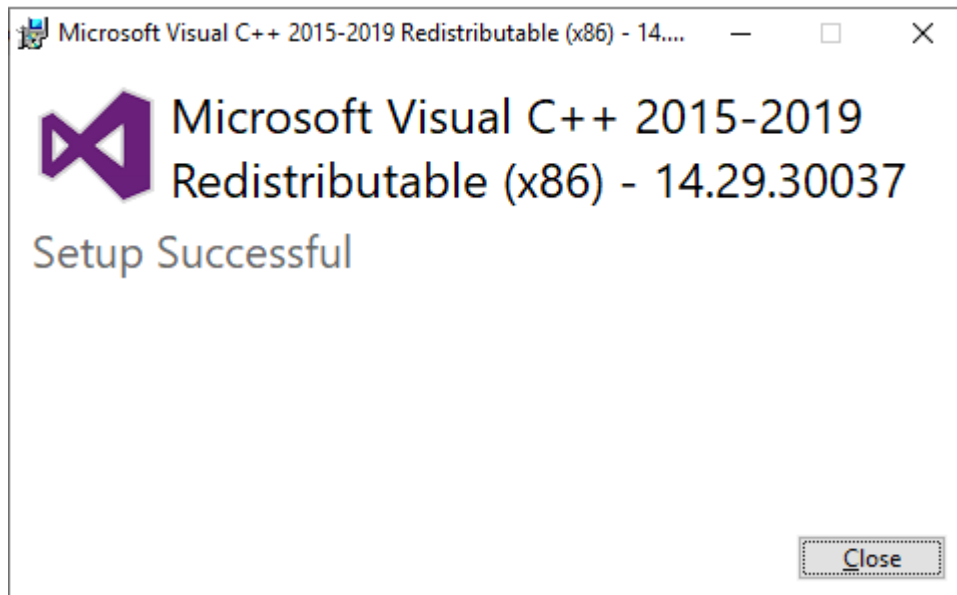 Microsoft Visual C++ 2015-2019 Redistributable (x86) - 14....
Microsoft Visual C++ 2015-2019
Redistributable (x86) - 14.29.30037
Setup Successful
Close